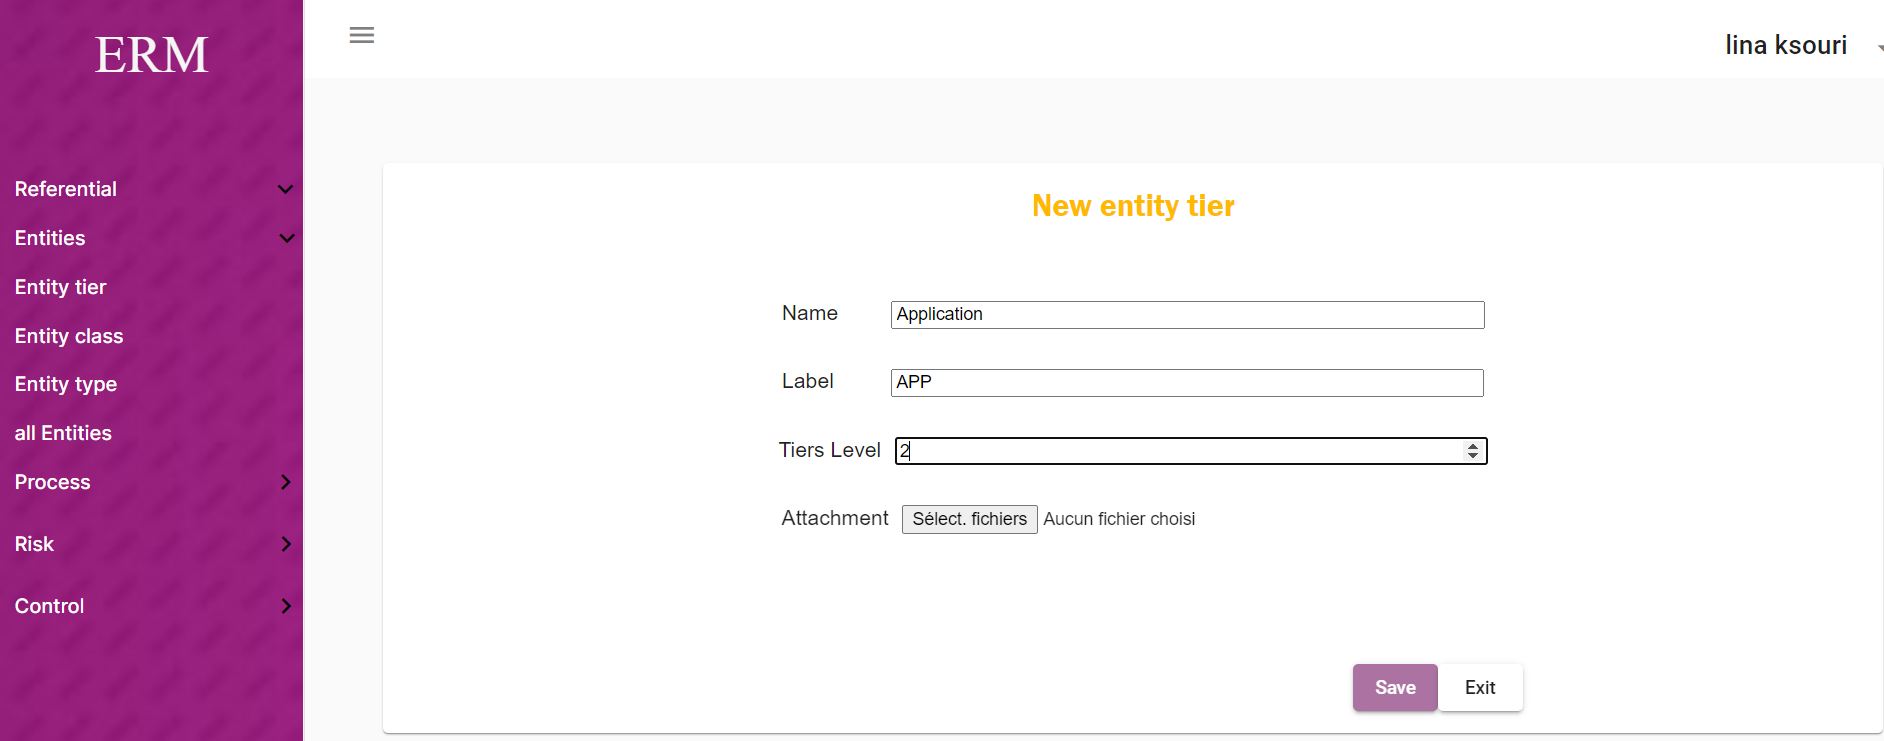 ERM
lina ksouri
Referential
Entities
Entity tier
Entity class
Entity type
all Entities
Process
Risk
Control
New entity tier
Name Application
Label APP
Tiers Level 2
Attachment Sélect. fichiers Aucun fichier choisi
Save Exit